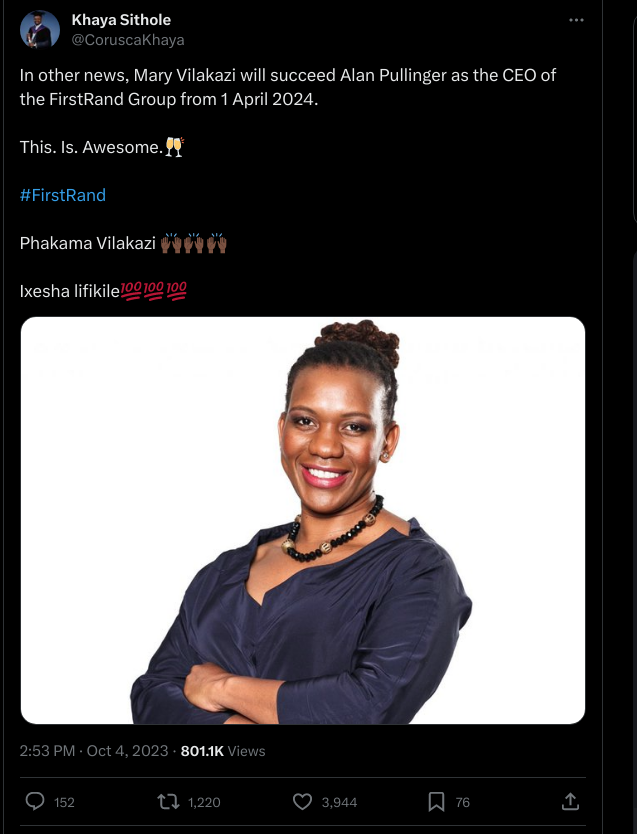 Khaya Sithole
@CoruscaKhaya
In other news, Mary Vilakazi will succeed Alan Pullinger as the CEO of
the FirstRand Group from 1 April 2024.
This. Is. Awesome.🥂
#FirstRand
Phakama Vilakazi 🙌🏿🙌🏿🙌🏿
Ixesha lifikile💯💯💯
2:53 PM · Oct 4, 2023 · 801.1K Views
152 1,220 3,944 76